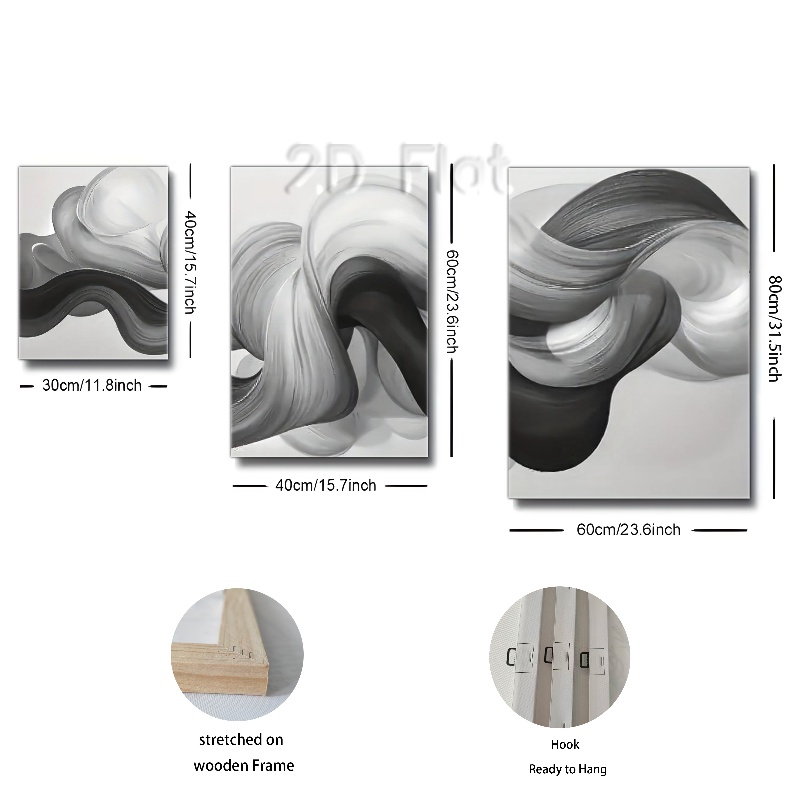 2D Flat
40cm/15.7inch
60cm/23.6inch
80cm/31.5inch
30cm/11.8inch
40cm/15.7inch
60cm/23.6inch
stretched on
wooden Frame
Hook
Ready to Hang